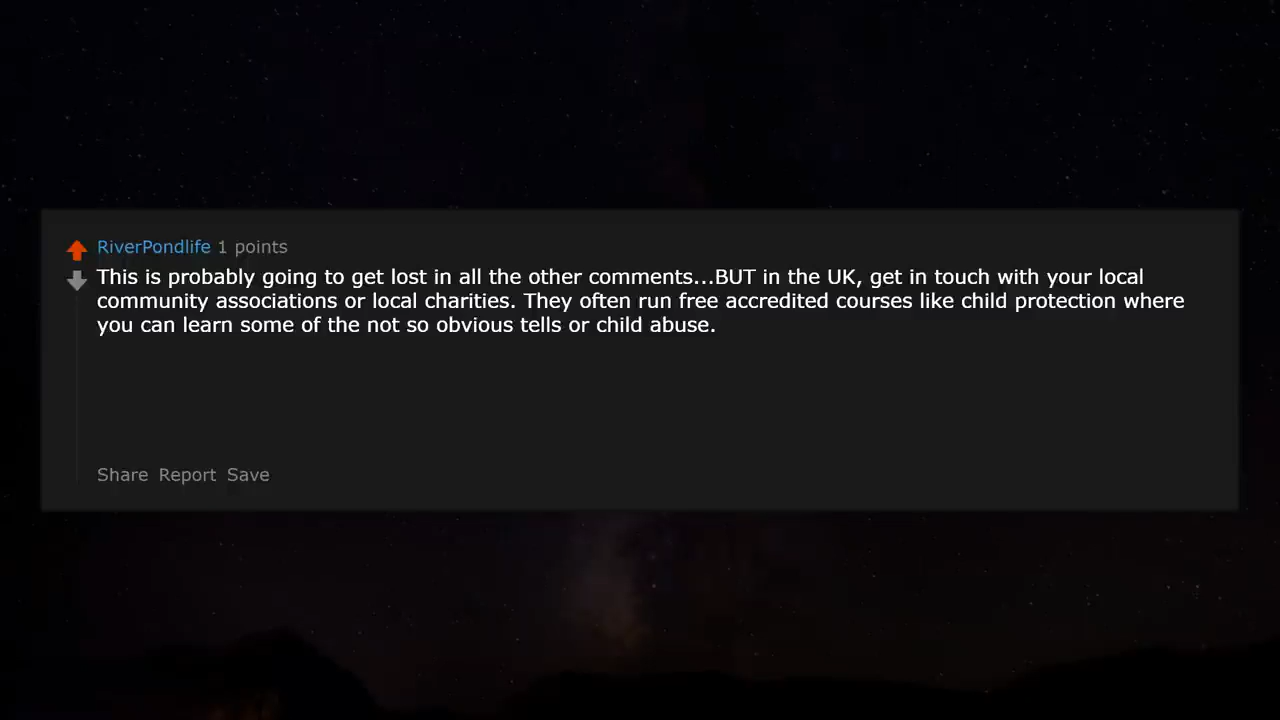 RiverPondlife 1 points
This is probably going to get lost in all the other comments...BUT in the UK, get in touch with your local
community associations or local charities. They often run free accredited courses like child protection where
you can learn some of the not so obvious tells or child abuse.
Share Report Save